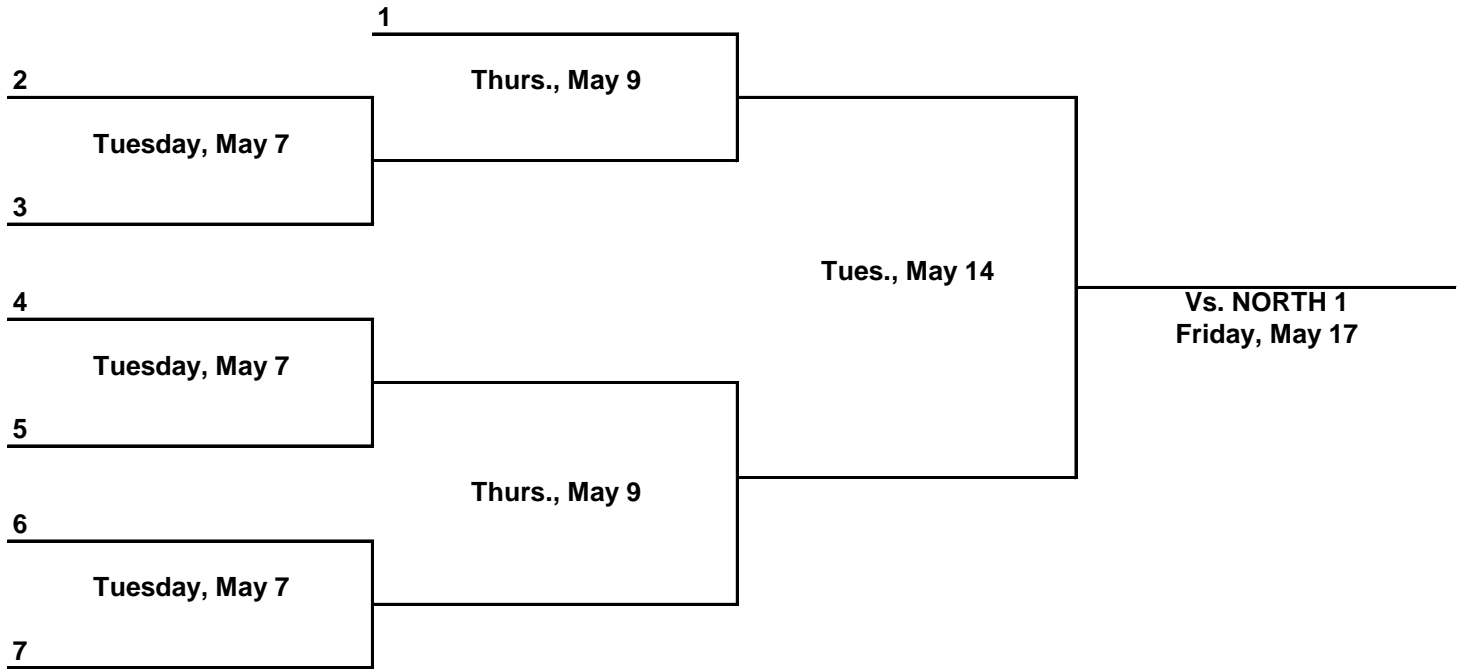 1
2
Thurs., May 9
Tuesday, May 7
3
Tues., May 14
4
Vs. NORTH 1
Friday, May 17
Tuesday, May 7
5
Thurs., May 9
6
Tuesday, May 7
7